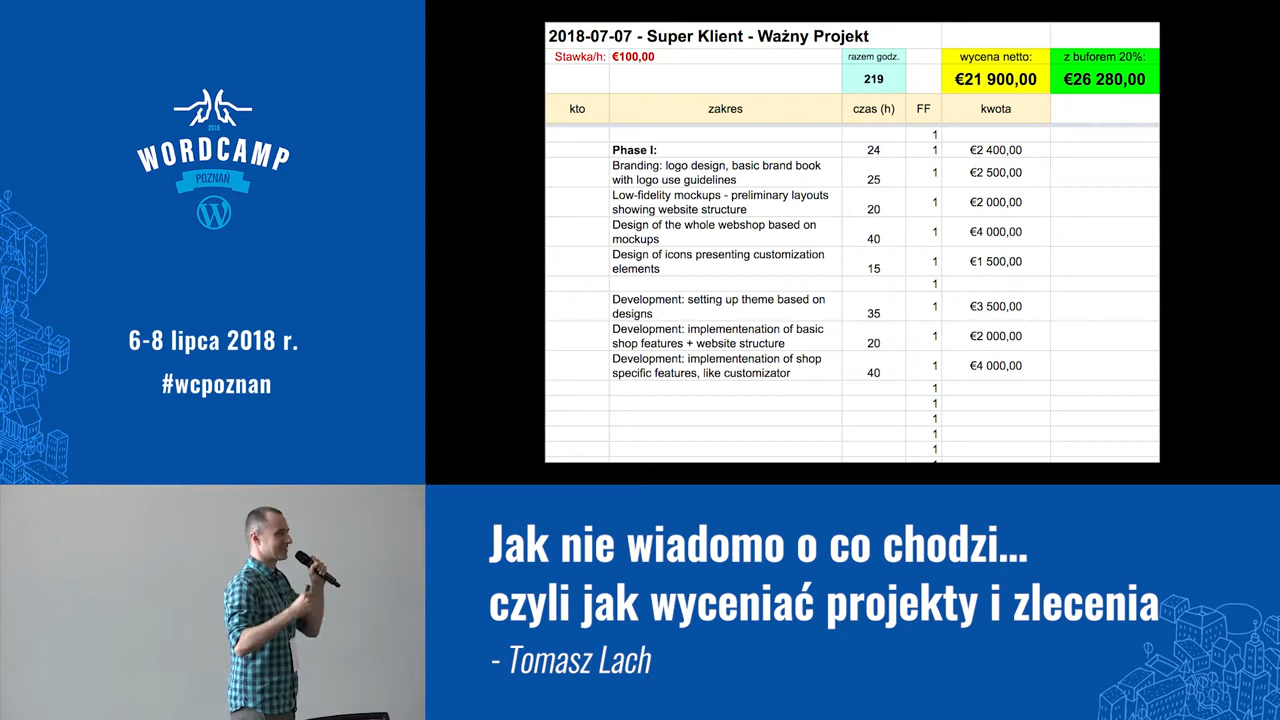 2018
WORDCAMP
POZNAŃ
6-8 lipca 2018 r.
#wcpoznan
2018-07-07 - Super Klient - Ważny Projekt
Stawka/h: €100,00 razem godz. wycena netto: z buforem 20%:
219 €21 900,00 €26 280,00
kto zakres czas (h) FF kwota
1
Phase I: 24 1 €2 400,00
Branding: logo design, basic brand book
with logo use guidelines 25 1 €2 500,00
Low-fidelity mockups - preliminary layouts
showing website structure 20 1 €2 000,00
Design of the whole webshop based on
mockups 40 1 €4 000,00
Design of icons presenting customization
elements 15 1 €1 500,00
1
Development: setting up theme based on
designs 35 1 €3 500,00
Development: implementenation of basic
shop features + website structure 20 1 €2 000,00
Development: implementenation of shop
specific features, like customizator 40 1 €4 000,00
1
1
1
1
1
Jak nie wiadomo o co chodzi...
czyli jak wyceniać projekty i zlecenia
- Tomasz Lach